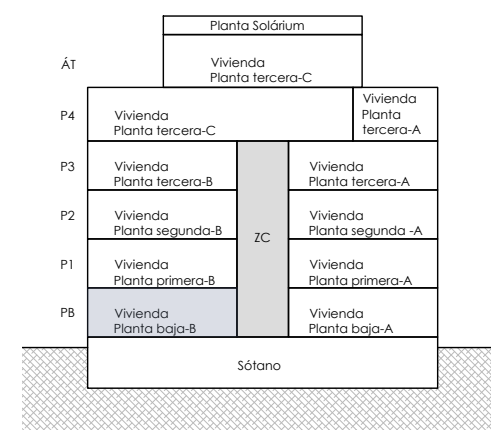 Planta Solárium
ÁT
Vivienda
Planta tercera-C
P4
Vivienda
Planta tercera-C
Vivienda
Planta
tercera-A
P3
Vivienda
Planta tercera-B
Vivienda
Planta tercera-A
P2
Vivienda
Planta segunda-B
ZC
Vivienda
Planta segunda -A
P1
Vivienda
Planta primera-B
Vivienda
Planta primera-A
PB
Vivienda
Planta baja-B
Vivienda
Planta baja-A
Sótano